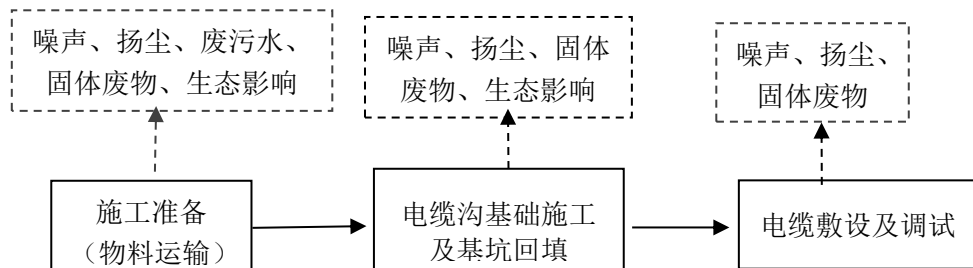 噪声、扬尘、废污水、
固体废物、生态影响
噪声、扬尘、固体
废物、生态影响
噪声、扬尘、
固体废物
施工准备
（物料运输）
电缆沟基础施工
及基坑回填
电缆敷设及调试